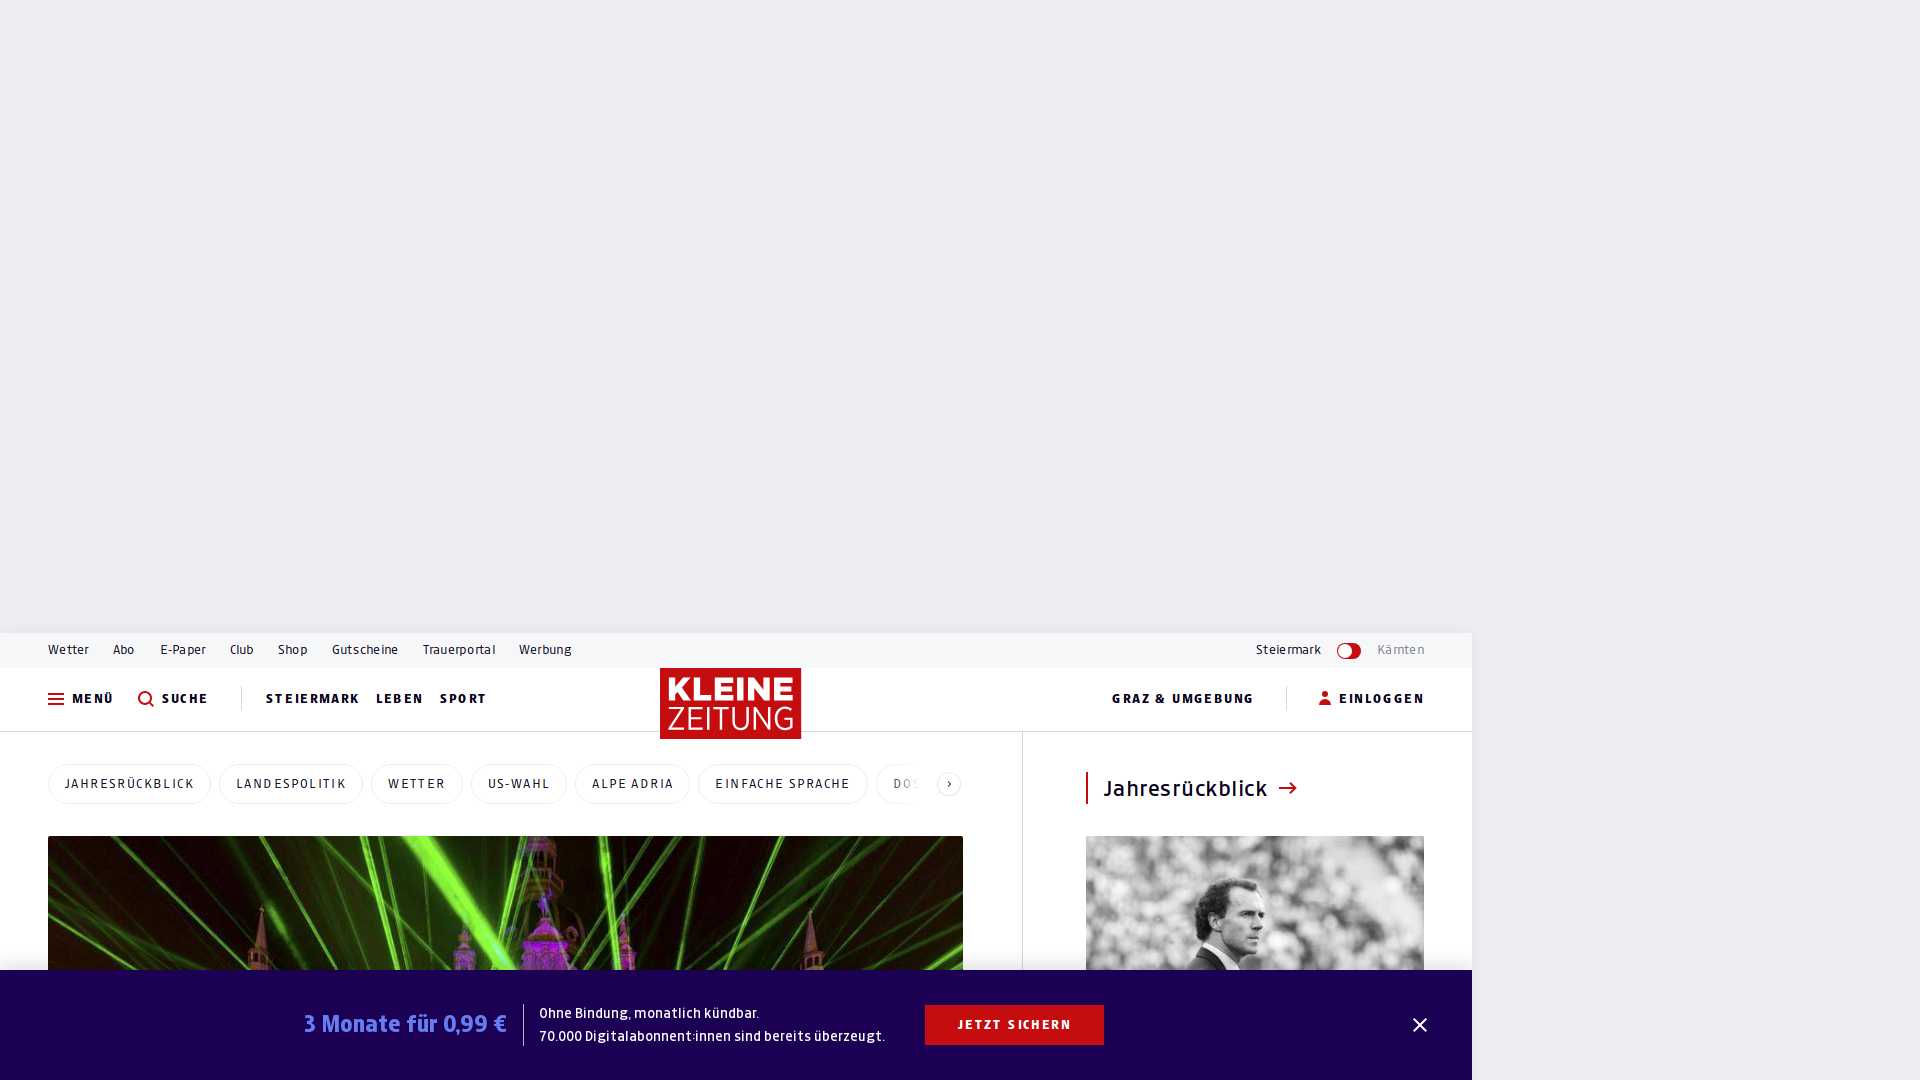 Wetter Abo E-Paper Club Shop Gutscheine Trauerportal Werbung Steiermark Kärnten
MENÜ SUCHE STEIERMARK LEBEN SPORT KLEINE ZEITUNG GRAZ & UMGEBUNG EINLOGGEN
JAHRESRÜCKBLICK LANDESPOLITIK WETTER US-WAHL ALPE ADRIA EINFACHE SPRACHE
Jahresrückblick
3 Monate für 0,99 €
Ohne Bindung, monatlich kündbar.
70.000 Digitalabonnent:innen sind bereits überzeugt.
JETZT SICHERN